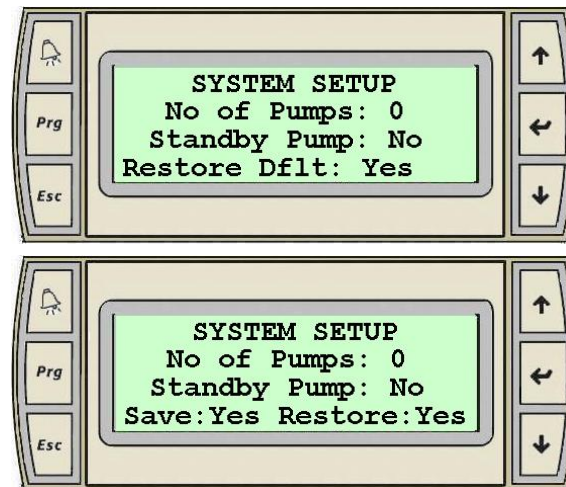 SYSTEM SETUP
No of Pumps: 0
Standby Pump: No
Restore Dflt: Yes
Prg
Esc
SYSTEM SETUP
No of Pumps: 0
Standby Pump: No
Save:Yes Restore:Yes
Prg
Esc